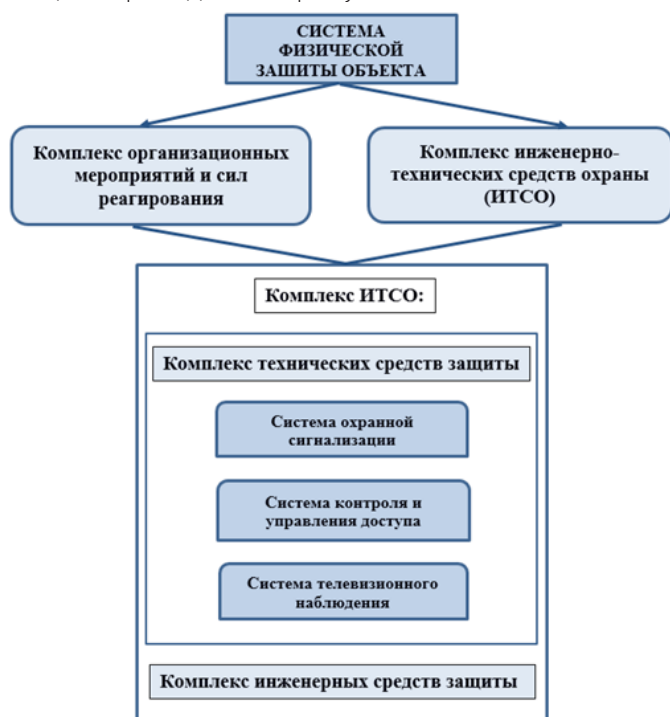 СИСТЕМА
ФИЗИЧЕСКОЙ
ЗАШИТЫ ОБЪЕКТА
Комплекс организационных
мероприятий и сил
реагирования
Комплекс инженерно-
технических средств охраны
(ИТСО)
Комплекс ИТСО:
Комплекс технических средств защиты
Система охранной
сигнализации
Система контроля и
управления доступа
Система телевизионного
наблюдения
Комплекс инженерных средств защиты